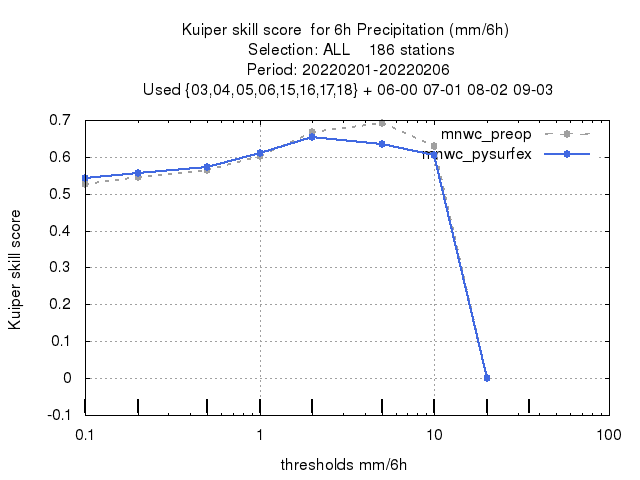 Kuiper skill score  for 6h Precipitation (mm/6h)
Selection: ALL    186 stations
Period: 20220201-20220206
Used {03,04,05,06,15,16,17,18} + 06-00 07-01 08-02 09-03
0.7
mnwc_preop
mnwc_pysurfex
0.6
0.5
0.4
0.3
0.2
0.1
0
-0.1
Kuiper skill score
0.1 1 10 100
thresholds mm/6h